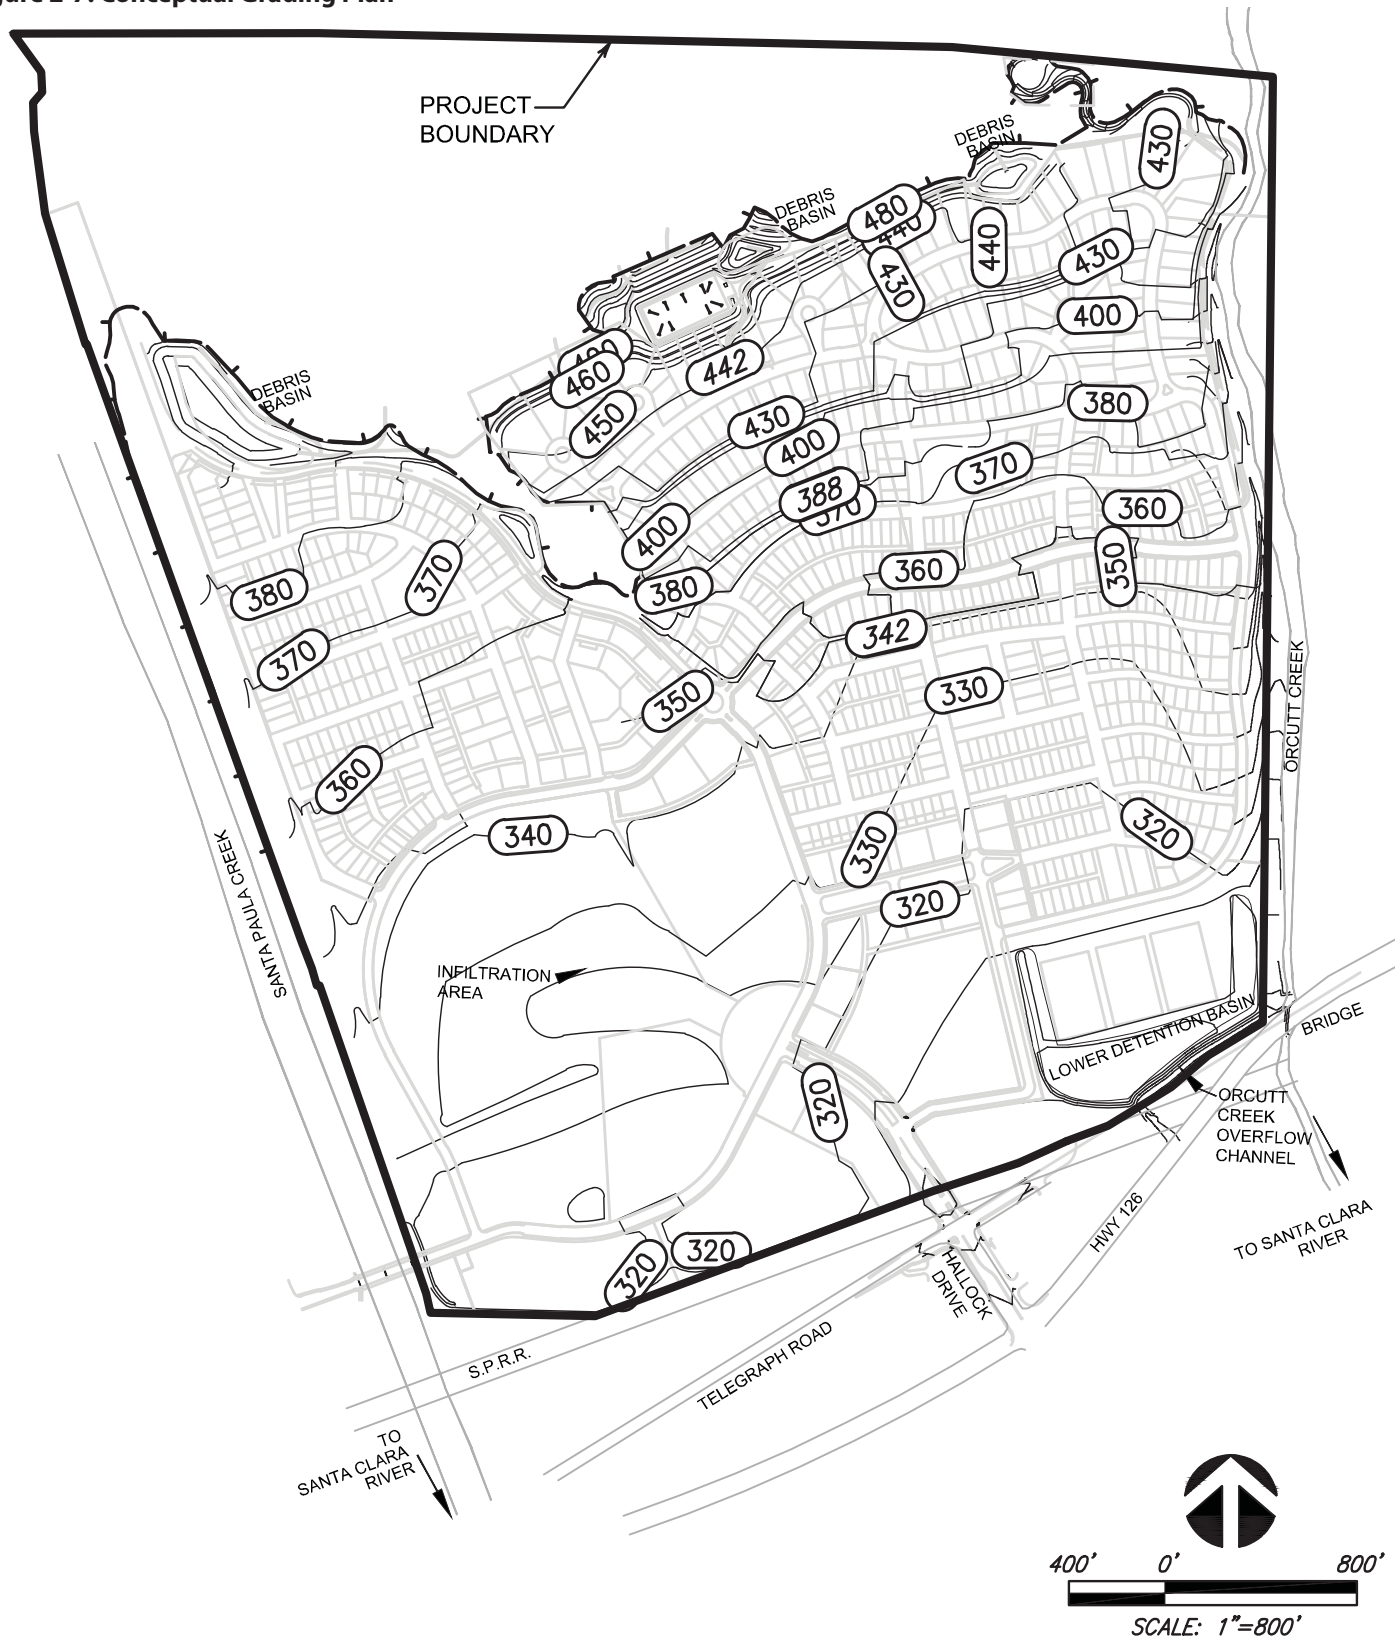 PROJECT
BOUNDARY
DEBRIS
BASIN
430
DEBRIS
BASIN
480
440
440
430
430
400
DEBRIS
BASIN
460
442
450
430
400
380
388
370
370
360
400
380
360
350
380
370
370
342
330
350
360
340
330
320
320
ORCUTT CREEK
SANTA PAULA CREEK
INFILTRATION
AREA
LOWER DETENTION BASIN
BRIDGE
320
ORCUTT
CREEK
OVERFLOW
CHANNEL
HWY 126
TO SANTA CLARA
RIVER
320
320
HALLOCK
DRIVE
S.P.R.R.
TELEGRAPH ROAD
TO
SANTA CLARA
RIVER
400' 0' 800'
SCALE: 1"=800'